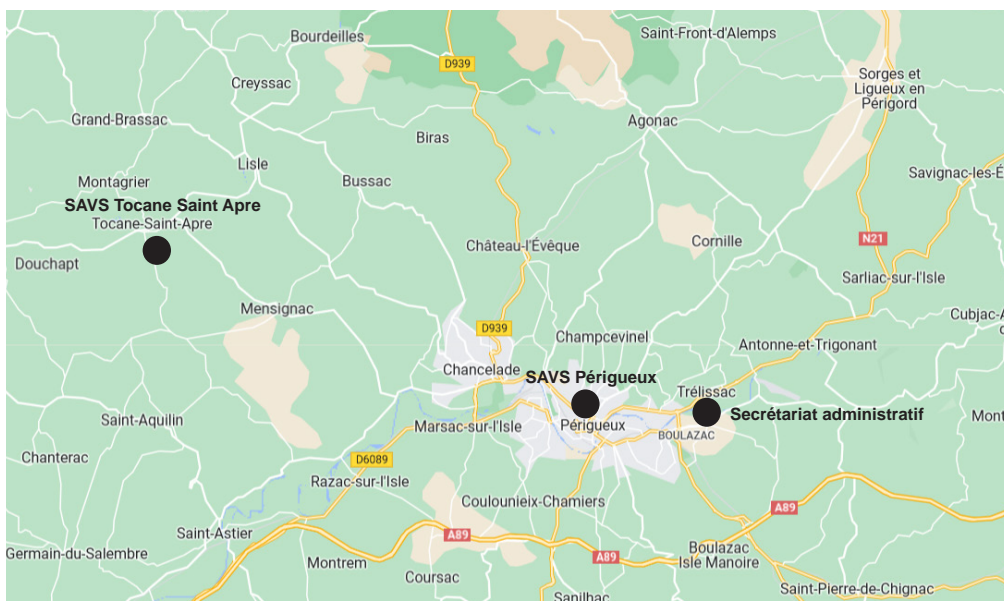 Bourdeilles
Saint-Front-d'Alemps
D939
Creyssac
Sorges et
Ligueux en
Périgord
Grand-Brassac
Agonac
Biras
Lisle
Savignac-les-É
Montagrier
Bussac
SAVS Tocane Saint Apre
Tocane-Saint-Apre
Cornille
N21
Château-l'Évêque
Douchapt
Sarliac-sur-l'Isle
Mensignac
Cubjac-A
D939
Champcevinel
Antonne-et-Trigonant
Chancelade
SAVS Périgueux
Trélissac
Saint-Aquilin
Secrétariat administratif
Mont
Marsac-sur-l'Isle
Périgueux
BOULAZAC
Chanterac
D6089
Razac-sur-l'Isle
Coulounieix-Chamiers
A89
Saint-Astier
A89
Germain-du-Salembre
A89
Boulazac
Isle Manoire
Montrem
Coursac
Saint-Pierre-de-Chignac
Sanilhac